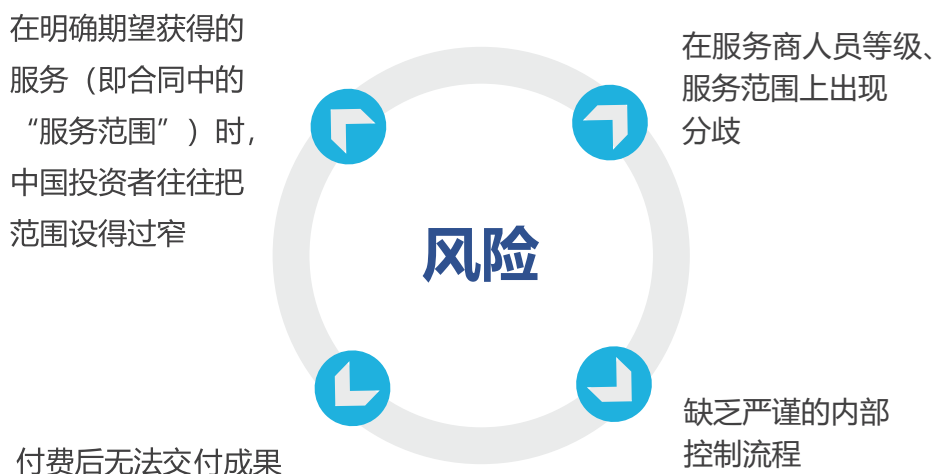 在明确期望获得的
服务（即合同中的
“服务范围”）时，
中国投资者往往把
范围设得过窄
在服务商人员等级、
服务范围上出现
分歧
风险
付费后无法交付成果
缺乏严谨的内部
控制流程